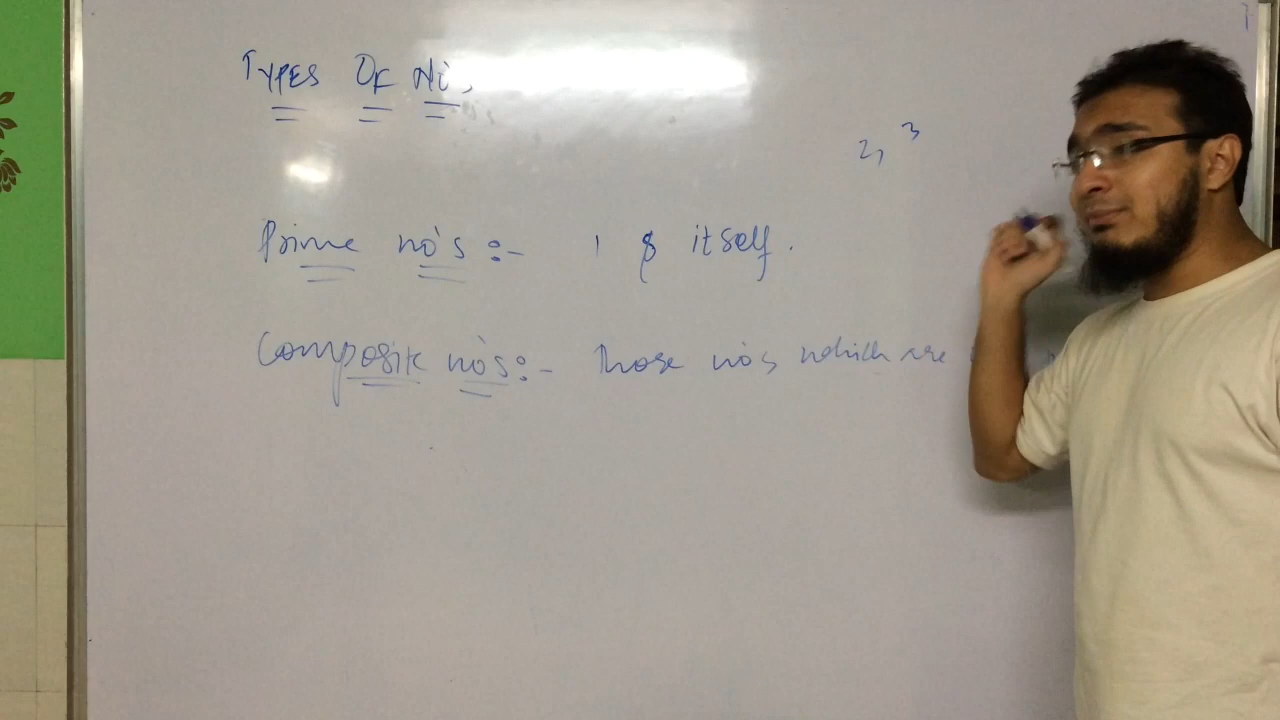 TYPES OF NO's
2, 3
Prime no's :- 1 & itself.
Composite no's :- Those no's which are